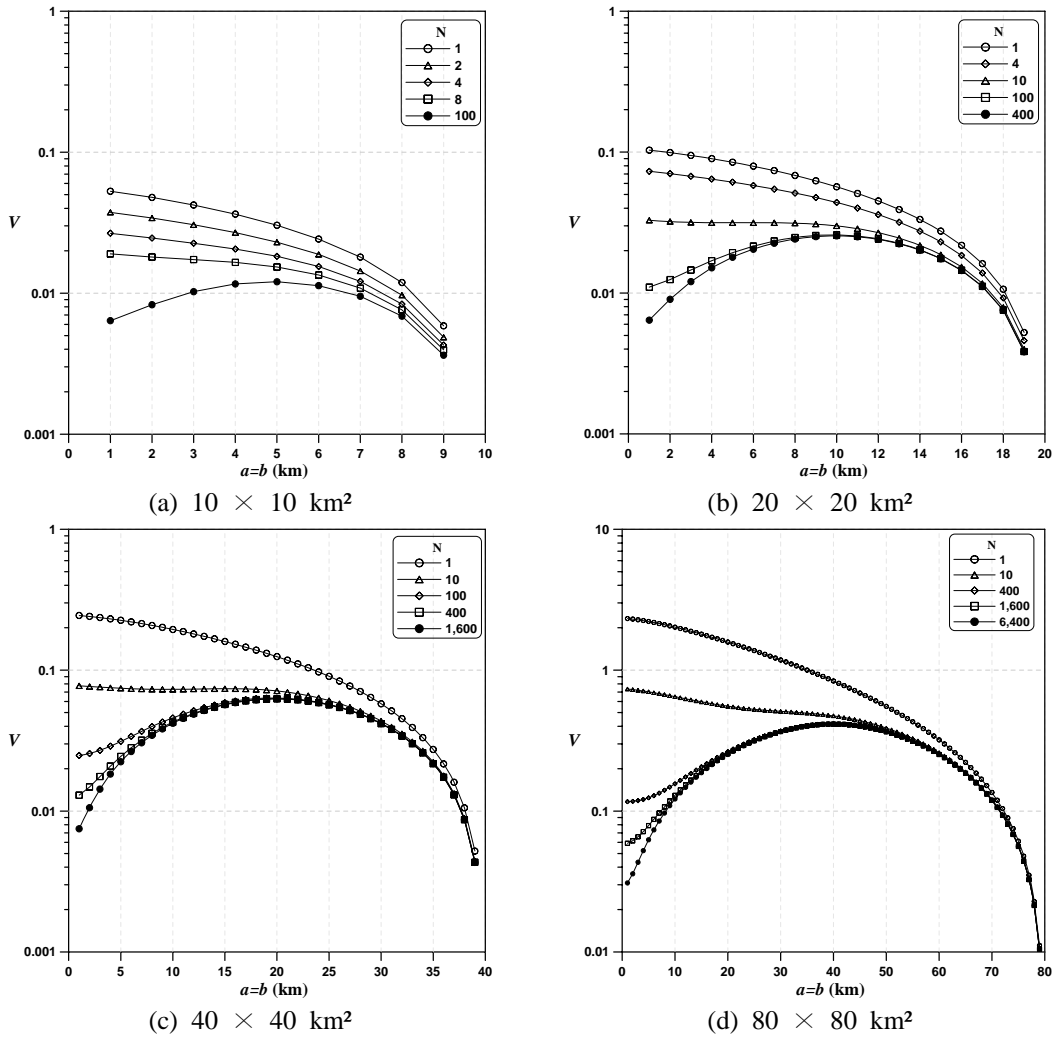 1
0.1
V
0.01
0.001
0 1 2 3 4 5 6 7 8 9 10
a=b (km)
N
1
2
4
8
100
(a) 10 × 10 km²
1
0.1
V
0.01
0.001
0 2 4 6 8 10 12 14 16 18 20
a=b (km)
N
1
4
10
100
400
(b) 20 × 20 km²
1
0.1
V
0.01
0.001
0 5 10 15 20 25 30 35 40
a=b (km)
N
1
10
100
400
1,600
(c) 40 × 40 km²
10
1
V
0.1
0.01
0 10 20 30 40 50 60 70 80
a=b (km)
N
1
10
400
1,600
6,400
(d) 80 × 80 km²